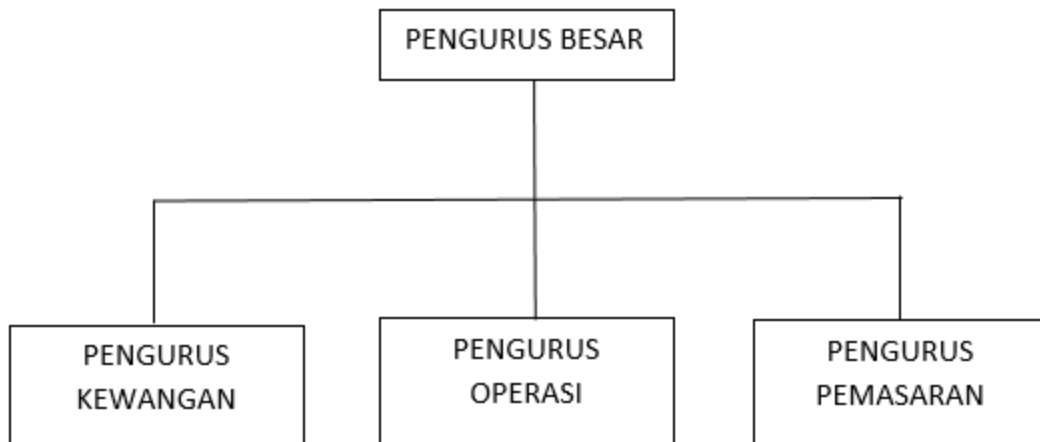 PENGURUS BESAR
PENGURUS
KEWANGAN
PENGURUS
OPERASI
PENGURUS
PEMASARAN